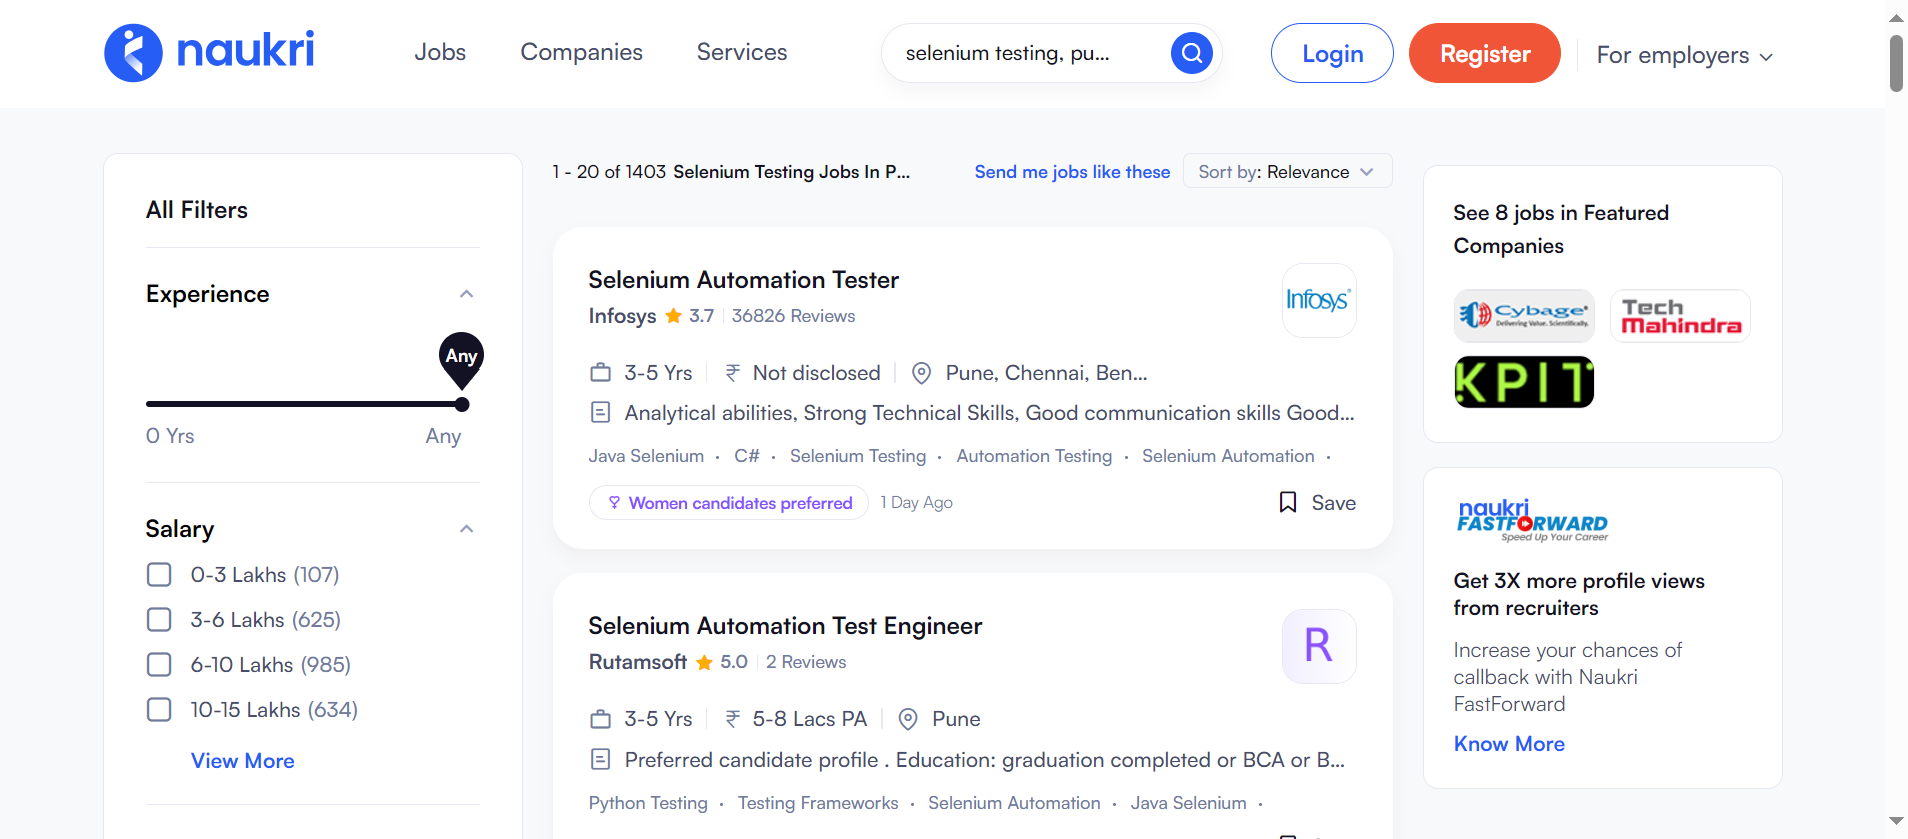 naukri
Jobs
Companies
Services
selenium testing, pu...
Login
Register
For employers
All Filters
Experience
Any
0 Yrs
Any
Salary
0-3 Lakhs (107)
3-6 Lakhs (625)
6-10 Lakhs (985)
10-15 Lakhs (634)
View More
1 - 20 of 1403 Selenium Testing Jobs In P...
Send me jobs like these
Sort by: Relevance
Selenium Automation Tester
Infosys 3.7 36826 Reviews
Infosys
3-5 Yrs ₹ Not disclosed Pune, Chennai, Ben...
Analytical abilities, Strong Technical Skills, Good communication skills Good...
Java Selenium · C# · Selenium Testing · Automation Testing · Selenium Automation ·
Women candidates preferred 1 Day Ago
Save
Selenium Automation Test Engineer
Rutamsoft 5.0 2 Reviews
R
3-5 Yrs ₹ 5-8 Lacs PA Pune
Preferred candidate profile . Education: graduation completed or BCA or B...
Python Testing · Testing Frameworks · Selenium Automation · Java Selenium ·
See 8 jobs in Featured
Companies
Cybage
Delivering Value. Scientifically.
Tech
Mahindra
KPIT
naukri
FASTFORWARD
Speed Up Your Career
Get 3X more profile views
from recruiters
Increase your chances of
callback with Naukri
FastForward
Know More